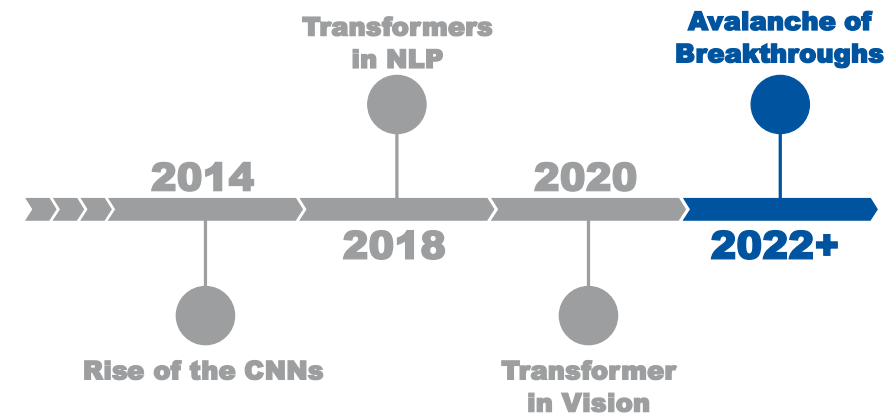 Transformers
in NLP
Avalanche of
Breakthroughs
2014
2020
2018
2022+
Rise of the CNNs
Transformer
in Vision